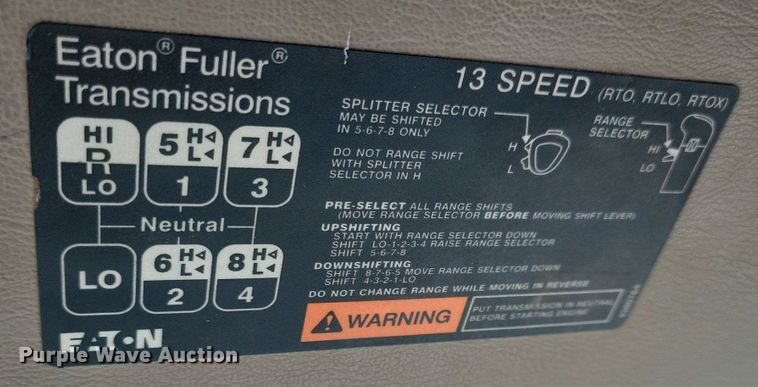 Eaton® Fuller®
Transmissions
13 SPEED (RTO, RTLO, RTOX)
HI
R
LO
5 H L
1
7 H L
3
Neutral
LO
6 H L
2
8 H L
4
EATON
SPLITTER SELECTOR
MAY BE SHIFTED
IN 5-6-7-8 ONLY
DO NOT RANGE SHIFT
WITH SPLITTER
SELECTOR IN H
H
L
RANGE
SELECTOR
HI
LO
PRE-SELECT ALL RANGE SHIFTS
(MOVE RANGE SELECTOR BEFORE MOVING SHIFT LEVER)
UPSHIFTING
START WITH RANGE SELECTOR DOWN
SHIFT LO-1-2-3-4 RAISE RANGE SELECTOR
SHIFT 5-6-7-8
DOWNSHIFTING
SHIFT 8-7-6-5 MOVE RANGE SELECTOR DOWN
SHIFT 4-3-2-1-LO
DO NOT CHANGE RANGE WHILE MOVING IN REVERSE
WARNING
PUT TRANSMISSION IN NEUTRAL
BEFORE STARTING ENGINE
Purple Wave Auction